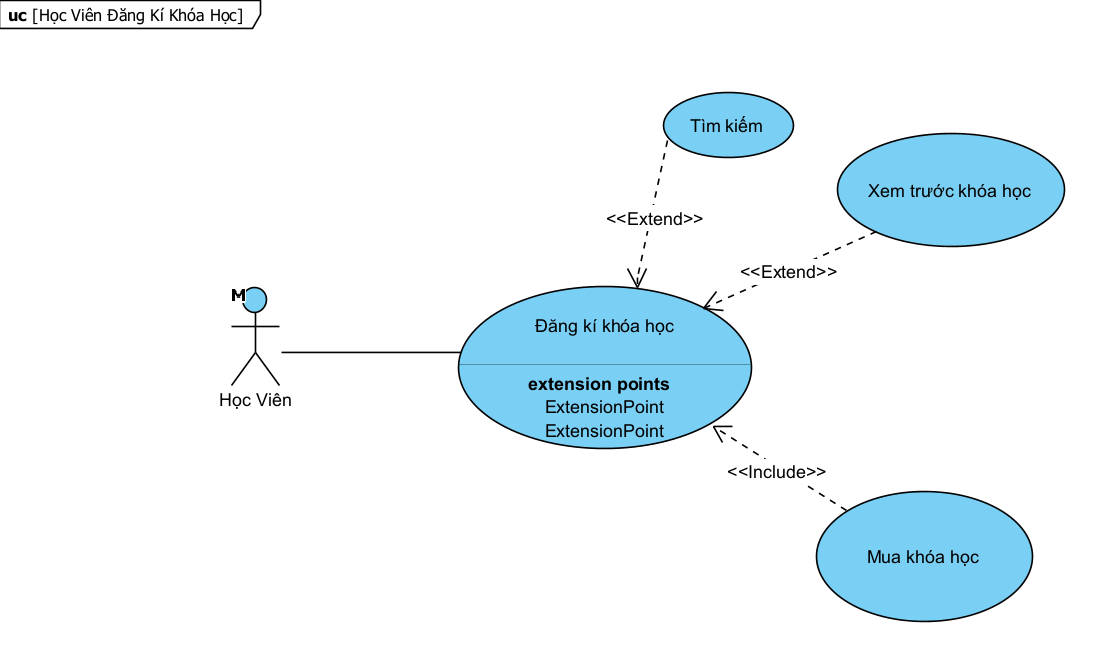 uc [Học Viên Đăng Kí Khóa Học]
Tìm kiếm
Xem trước khóa học
<<Extend>>
<<Extend>>
M
Học Viên
Đăng kí khóa học
extension points
ExtensionPoint
ExtensionPoint
<<Include>>
Mua khóa học